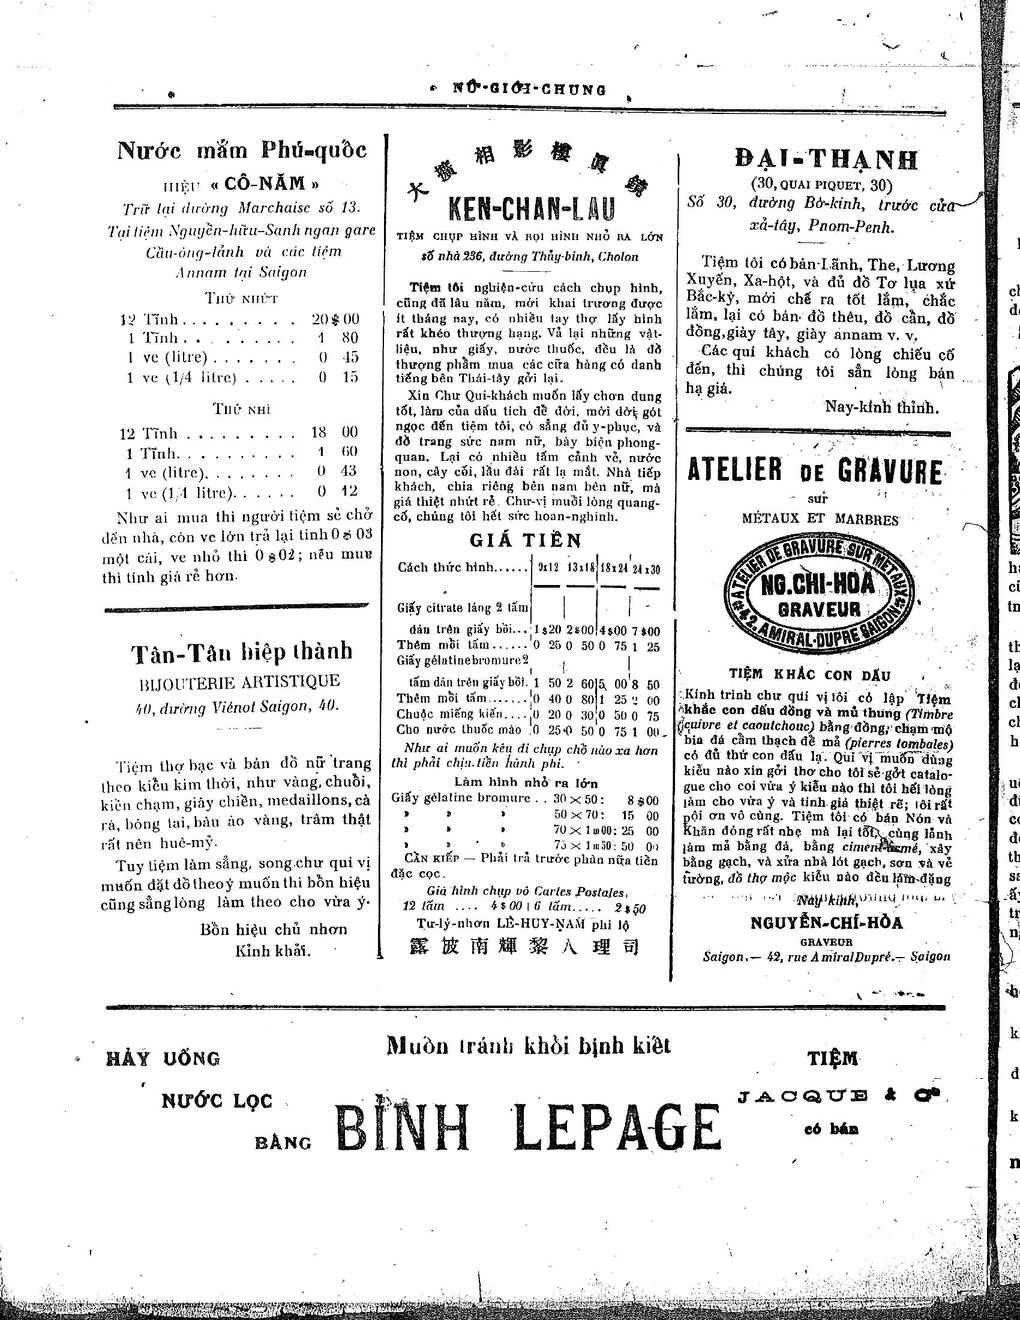 NỮ-GIỚI-CHUNG
Nước mắm Phú-quốc
HIỆU « CÔ-NĂM »
Trữ tại đường Marchaise số 13.
Tại tiệm Nguyễn-hữu-Sanh ngan gare
Cầu-ông-lãnh và các tiệm
Annam tại Saigon
THỨ NHỨT
12 Tĩnh . . . . . . . . . 20 $ 00
1 Tĩnh . . . . . . . . . . 1 80
1 ve (litre) . . . . . . . 0 45
1 ve (1/4 litre) . . . . . 0 15
THỨ NHÌ
12 Tĩnh . . . . . . . . . 18 00
1 Tĩnh. . . . . . . . . . 1 60
1 ve (litre). . . . . . . 0 43
1 ve (1/4 litre). . . . . . 0 12
Như ai mua thì người tiệm sẻ chở
đến nhà, còn ve lớn trả lại tính 0 $ 03
một cái, ve nhỏ thì 0 $ 02 ; nếu mua
thì tính giá rẻ hơn.
Tân-Tân hiệp thành
BIJOUTERIE ARTISTIQUE
40, đường Viénot Saigon, 40.
Tiệm thợ bạc và bán đồ nữ trang
theo kiểu kim thời, như vàng, chuỗi,
kiền chạm, giây chiền, medaillons, cà
rá, bông tai, bâu áo vàng, trâm thật
rất nên huê-mỹ.
Tuy tiệm làm sẳng, song chư quí vị
muốn đặt đồ theo ý muốn thì bổn hiệu
cũng sẳng lòng làm theo cho vừa ý.
Bổn hiệu chủ nhơn
Kính khải.
大擴相影樓眞鏡
KEN-CHAN-LAU
TIỆM CHỤP HÌNH VÀ RỌI HÌNH NHỎ RA LỚN
số nhà 236, đường Thủy-binh, Cholon
Tiệm tôi nghiện-cứu cách chụp hình,
cũng đã lâu năm, mới khai trương được
ít tháng nay, có nhiều tay thợ lấy hình
rất khéo thượng hạng. Vả lại những vật-
liệu, như giấy, nước thuốc, đều là đồ
thượng phẩm mua các cửa hàng có danh
tiếng bên Thái-tây gởi lại.
Xin Chư Quí-khách muốn lấy chơn dung
tốt, làm của dấu tích để đời, mời dời gót
ngọc đến tiệm tôi, có sẳng đủ y-phục, và
đồ trang sức nam nữ, bày biện phong-
quan. Lại có nhiều tấm cảnh vẻ, nước
non, cây cối, lầu đài rất lạ mắt. Nhà tiếp
khách, chia riêng bên nam bên nữ, mà
giá thiệt nhứt rẻ. Chư-vị muỗi lòng quang-
cố, chúng tôi hết sức hoan-nghinh.
GIÁ TIỀN
Cách thức hình...... 9x12 13x18 18x24 24x30
Giấy citrate láng 2 tấm
dán trên giấy bồi... 1 $20 2 $00 4 $00 7 $00
Thêm mỗi tấm...... 0 25 0 50 0 75 1 25
Giấy gélatine bromure 2
tấm dán trên giấy bồi. 1 50 2 60 5 00 8 50
Thêm mỗi tấm....... 0 40 0 80 1 25 2 00
Chuộc miếng kiến.... 0 20 0 30 0 50 0 75
Cho nước thuốc mào 0 25 0 50 0 75 1 00
Như ai muốn kêu đi chụp chổ nào xa hơn
thì phải chịu tiền hành phí.
Làm hình nhỏ ra lớn
Giấy gélatine bromure . . 30 × 50 : 8 $00
» » » 50 × 70 : 15 00
» » » 70 × 1m00: 25 00
» » » 75 × 1m30: 50 00
CẦN KIẾP — Phải trả trước phân nữa tiền
đặc cọc.
Giá hình chụp vô Cartes Postales,
12 tấm .... 4 $ 00 | 6 tấm..... 2 $ 50
Tư-lý-nhơn LÊ-HUY-NAM phi lộ
露披南輝黎人理司
ĐẠI-THẠNH
(30, QUAI PIQUET, 30)
Số 30, đường Bờ-kinh, trước cửa
xả-tây, Pnom-Penh.
Tiệm tôi có bán Lãnh, The, Lương
Xuyến, Xa-hột, và đủ đồ Tơ lụa xứ
Bắc-kỳ, mới chế ra tốt lắm, chắc
lắm, lại có bán đồ thêu, đồ cẩn, đồ
đồng, giày tây, giày annam v. v.
Các quí khách có lòng chiếu cố
đến, thì chúng tôi sẵn lòng bán
hạ giá.
Nay-kính thỉnh.
ATELIER DE GRAVURE
sur
MÉTAUX ET MARBRES
ATELIER DE GRAVURE SUR METAUX
NG.CHI-HOÀ
GRAVEUR
42. AMIRAL-DUPRE SAIGON
TIỆM KHẮC CON DẤU
Kính trình chư quí vị tôi có lập Tiệm
khắc con dấu đồng và mủ thung (Timbre
cuivre et caoutchouc) bằng đồng, chạm mộ
bia đá cẩm thạch để mả (pierres tombales)
có đủ thứ con dấu lạ. Quí vị muốn dùng
kiểu nào xin gởi thơ cho tôi sẻ gởt catalo-
gue cho coi vừa ý kiểu nào thì tôi hết lòng
làm cho vừa ý và tính giá thiệt rẽ; tôi rất
đội ơn vô cùng. Tiệm tôi có bán Nón và
Khăn đóng rất nhẹ mà lại tốt, cùng lảnh
làm mả bằng đá, bằng ciment armé, xây
bằng gạch, và xửa nhà lót gạch, sơn và vẻ
tường, đồ thợ mộc kiểu nào đều làm đặng
Nay kính,
NGUYỄN-CHÍ-HÒA
GRAVEUR
Saigon.— 42, rue Amiral Dupré.— Saigon
Muốn tránh khỏi bịnh kiết
HẢY UỐNG
NƯỚC LỌC
BẰNG
BÌNH LEPAGE
TIỆM
JACQUE & Cie
có bán